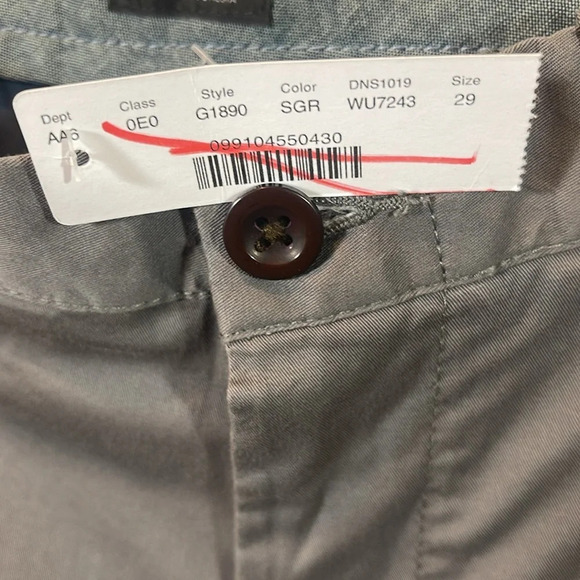 Dept Class Style Color DNS1019 Size
AA6 0E0 G1890 SGR WU7243 29
099104550430